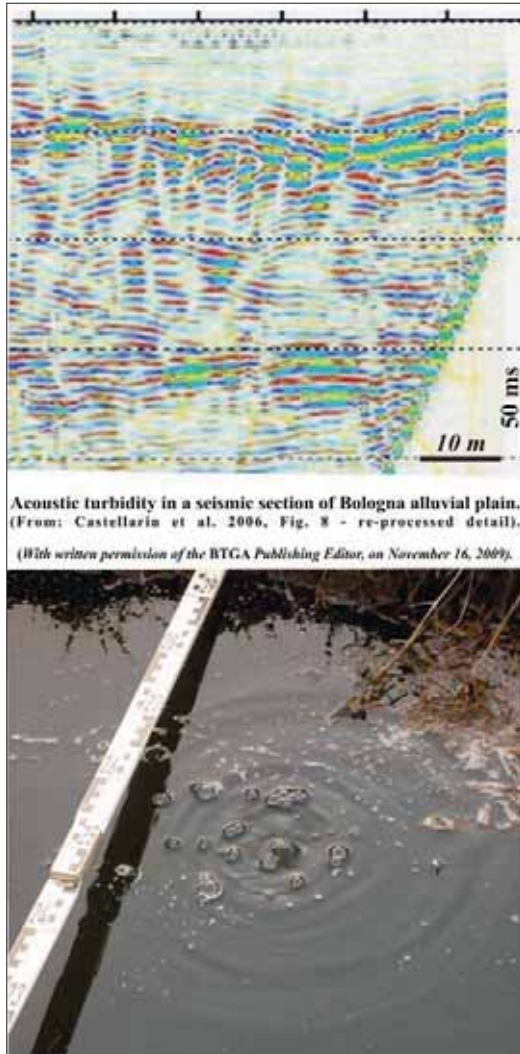 50 ms
10 m
Acoustic turbidity in a seismic section of Bologna alluvial plain.
(From: Castellarin et al. 2006, Fig. 8 - re-processed detail).
(With written permission of the BTGA Publishing Editor, on November 16, 2009).